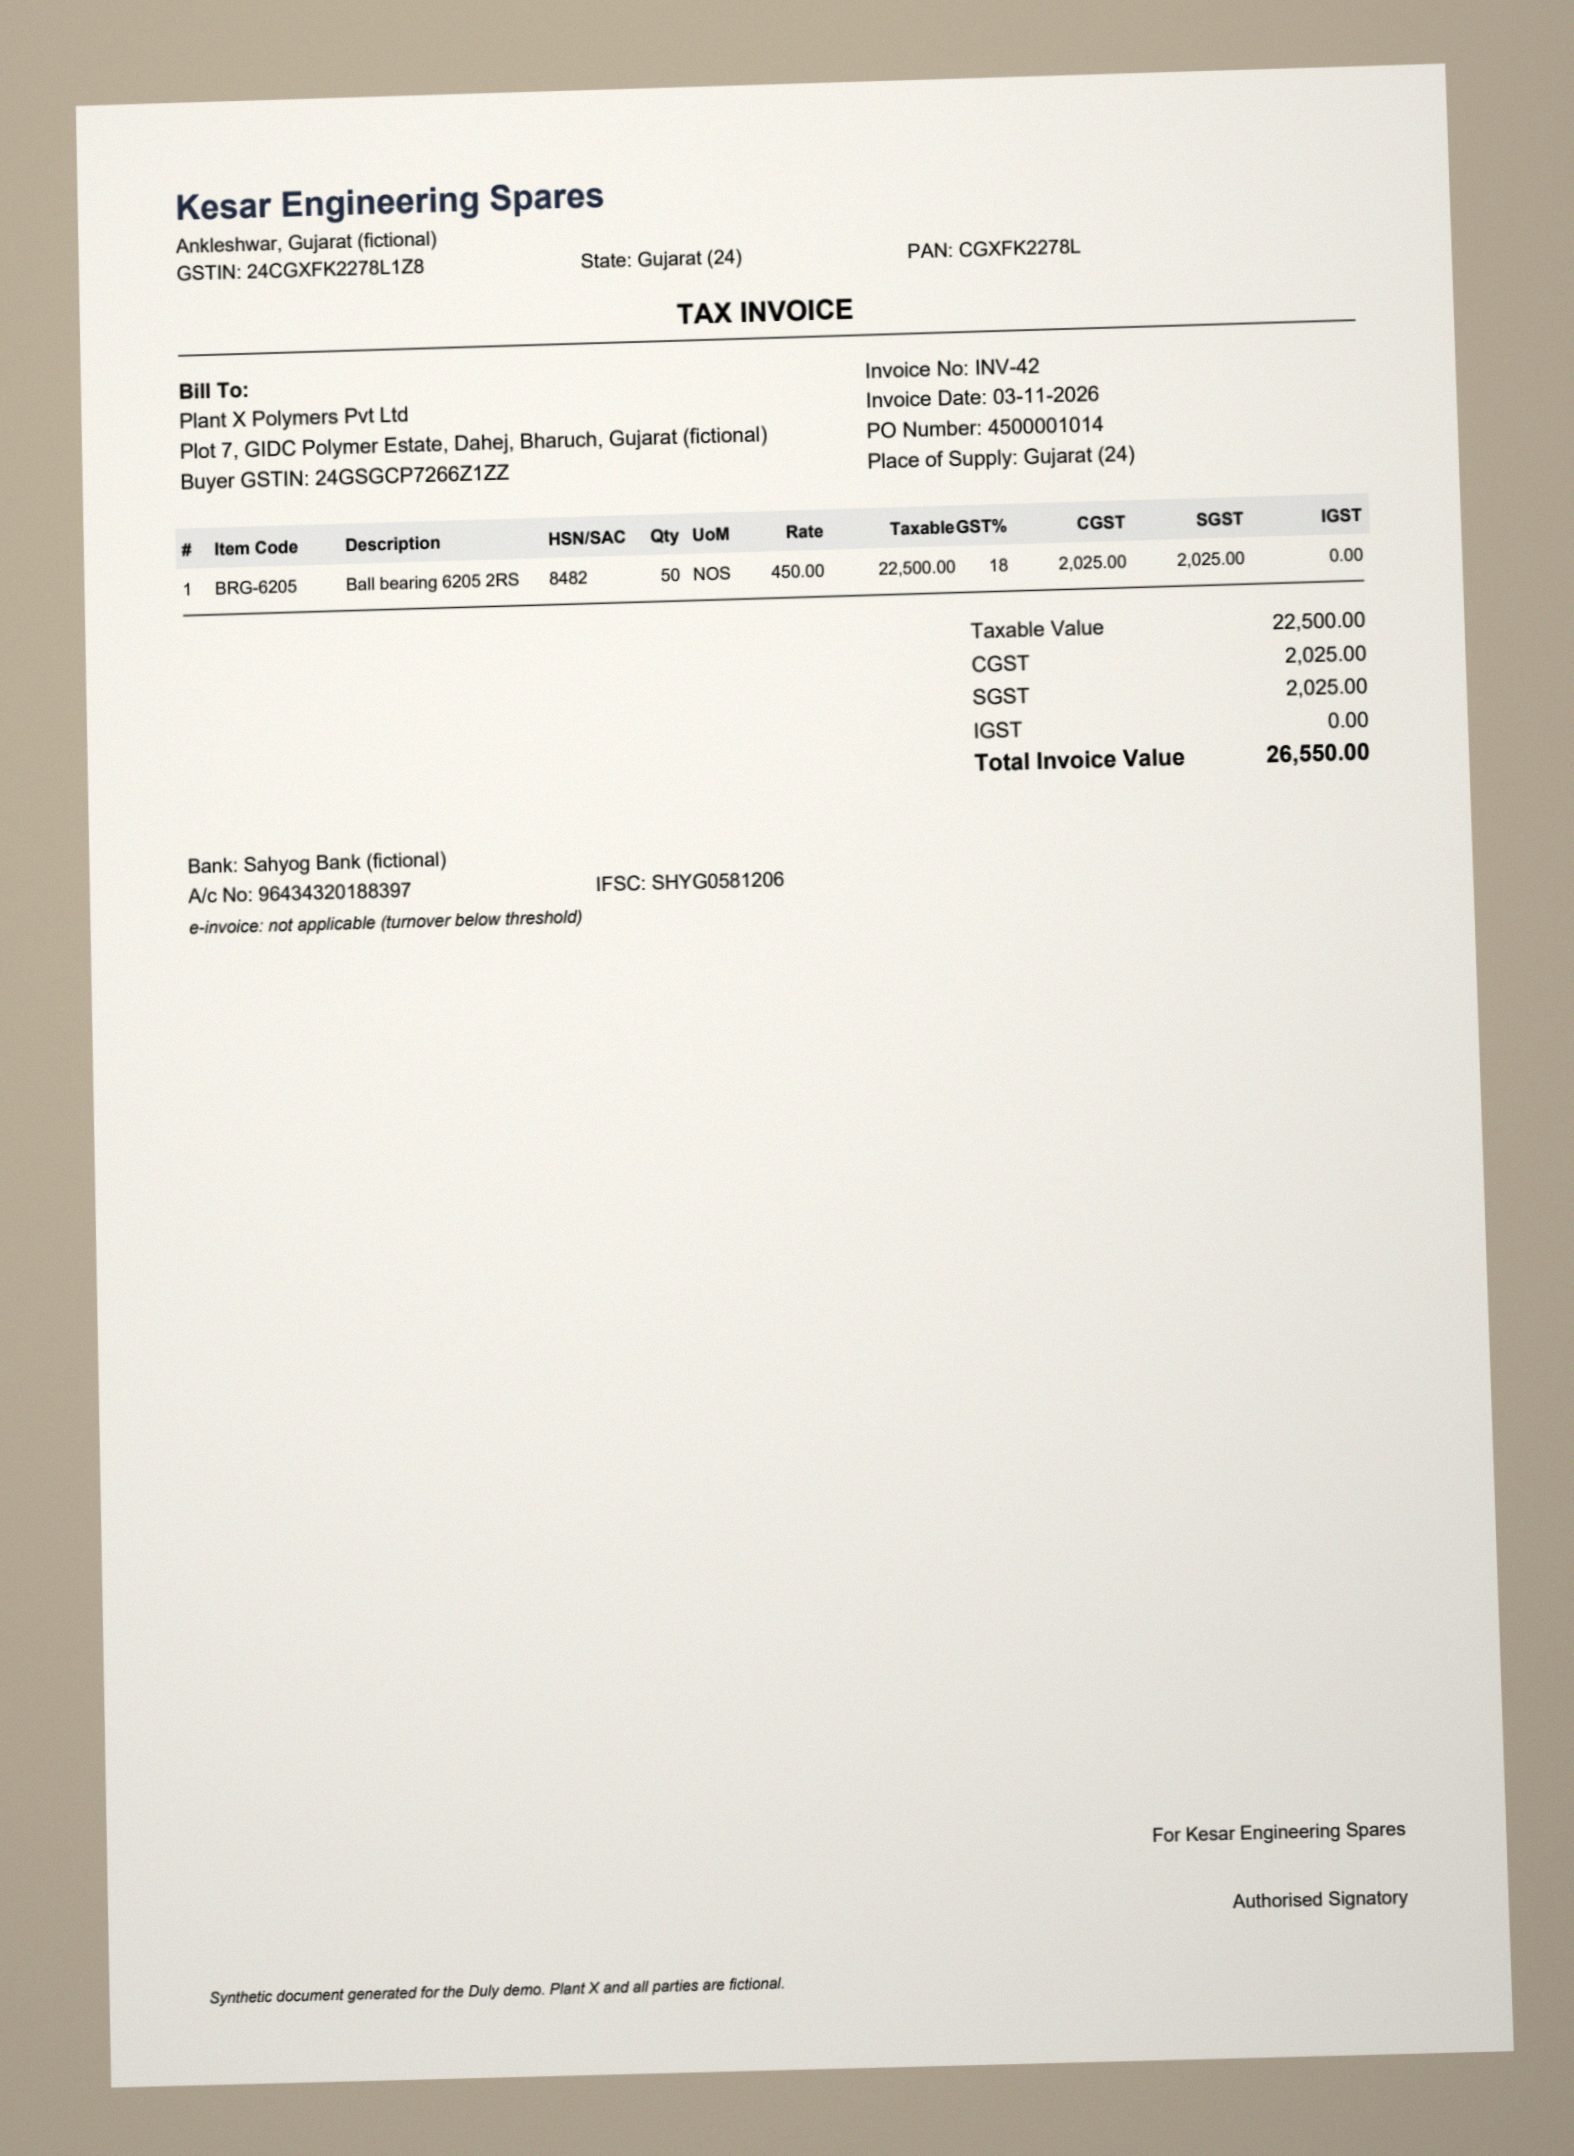 Kesar Engineering Spares
Ankleshwar, Gujarat (fictional)
GSTIN: 24CGXFK2278L1Z8 State: Gujarat (24) PAN: CGXFK2278L
TAX INVOICE
Bill To:
Plant X Polymers Pvt Ltd
Plot 7, GIDC Polymer Estate, Dahej, Bharuch, Gujarat (fictional)
Buyer GSTIN: 24GSGCP7266Z1ZZ
Invoice No: INV-42
Invoice Date: 03-11-2026
PO Number: 4500001014
Place of Supply: Gujarat (24)
# Item Code Description HSN/SAC Qty UoM Rate Taxable GST% CGST SGST IGST
1 BRG-6205 Ball bearing 6205 2RS 8482 50 NOS 450.00 22,500.00 18 2,025.00 2,025.00 0.00
Taxable Value 22,500.00
CGST 2,025.00
SGST 2,025.00
IGST 0.00
Total Invoice Value 26,550.00
Bank: Sahyog Bank (fictional)
A/c No: 96434320188397 IFSC: SHYG0581206
e-invoice: not applicable (turnover below threshold)
For Kesar Engineering Spares
Authorised Signatory
Synthetic document generated for the Duly demo. Plant X and all parties are fictional.